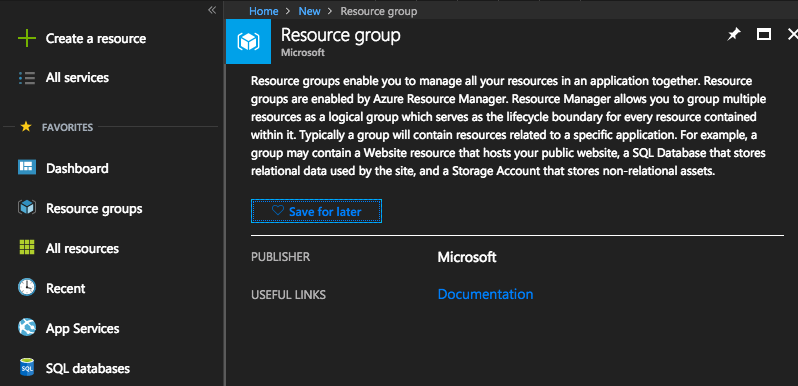 Create a resource
All services
FAVORITES
Dashboard
Resource groups
All resources
Recent
App Services
SQL
SQL databases
Home > New > Resource group
Resource group
Microsoft
Resource groups enable you to manage all your resources in an application together. Resource
groups are enabled by Azure Resource Manager. Resource Manager allows you to group multiple
resources as a logical group which serves as the lifecycle boundary for every resource contained
within it. Typically a group will contain resources related to a specific application. For example, a
group may contain a Website resource that hosts your public website, a SQL Database that stores
relational data used by the site, and a Storage Account that stores non-relational assets.
Save for later
PUBLISHER Microsoft
USEFUL LINKS Documentation